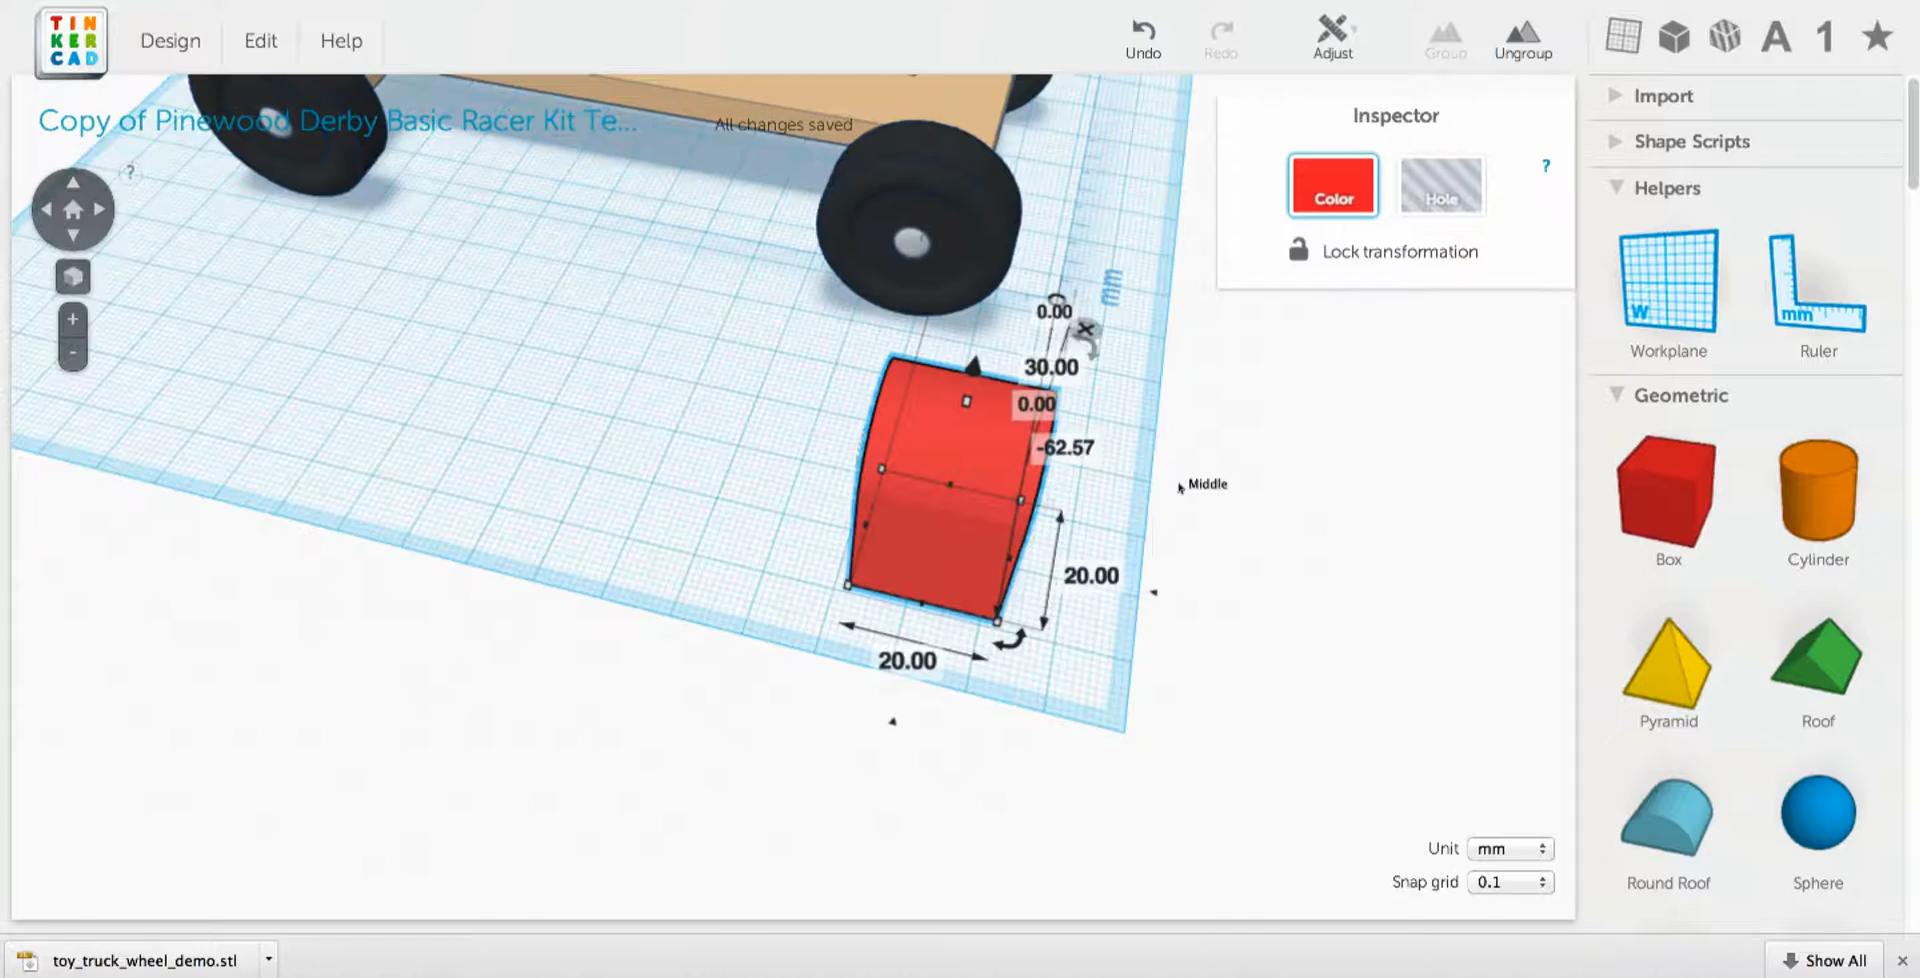 TIN
KER
CAD
Design
Edit
Help
Undo
Redo
Adjust
Group
Ungroup
A
1
Copy of Pinewood Derby Basic Racer Kit Te...
All changes saved
?
+
-
mm
0.00
30.00
0.00
-62.57
20.00
20.00
Middle
Inspector
Color
Hole
?
Lock transformation
Unit
mm
Snap grid
0.1
Import
Shape Scripts
Helpers
W
mm
Workplane
Ruler
Geometric
Box
Cylinder
Pyramid
Roof
Round Roof
Sphere
toy_truck_wheel_demo.stl
Show All